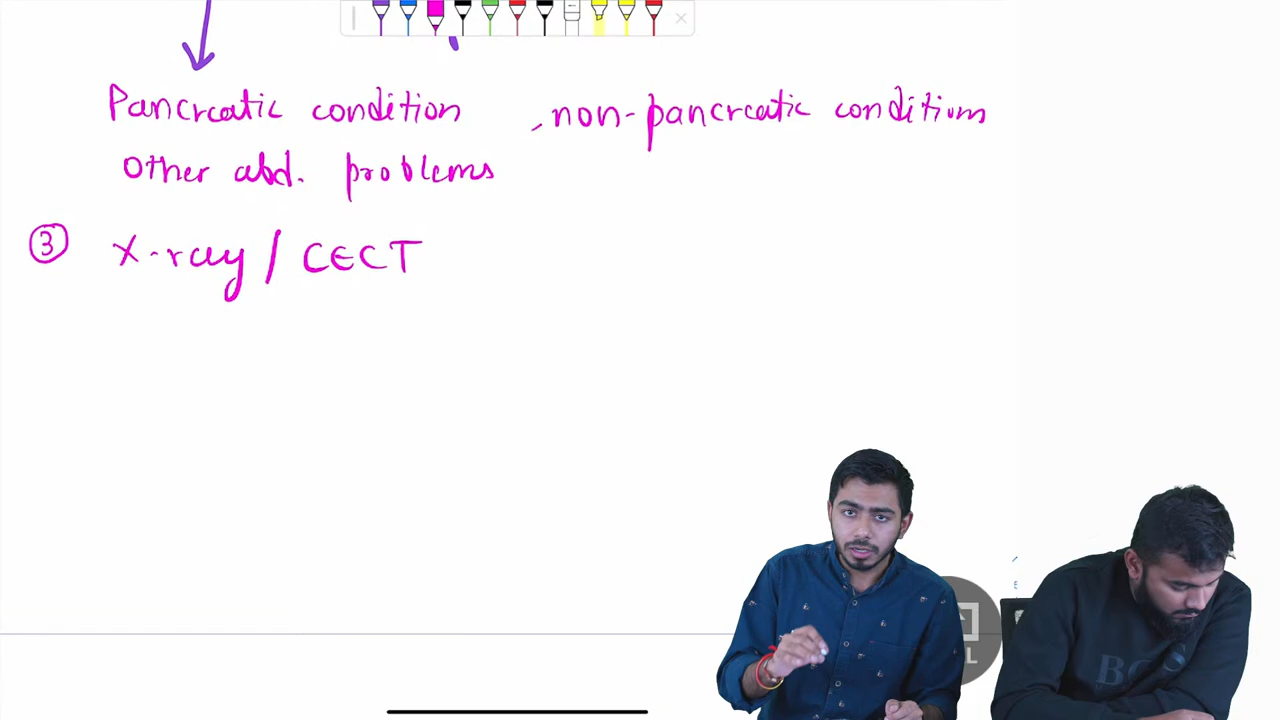 Pancreatic condition , non-pancreatic conditions
Other abd. problems
③ X-ray / CECT